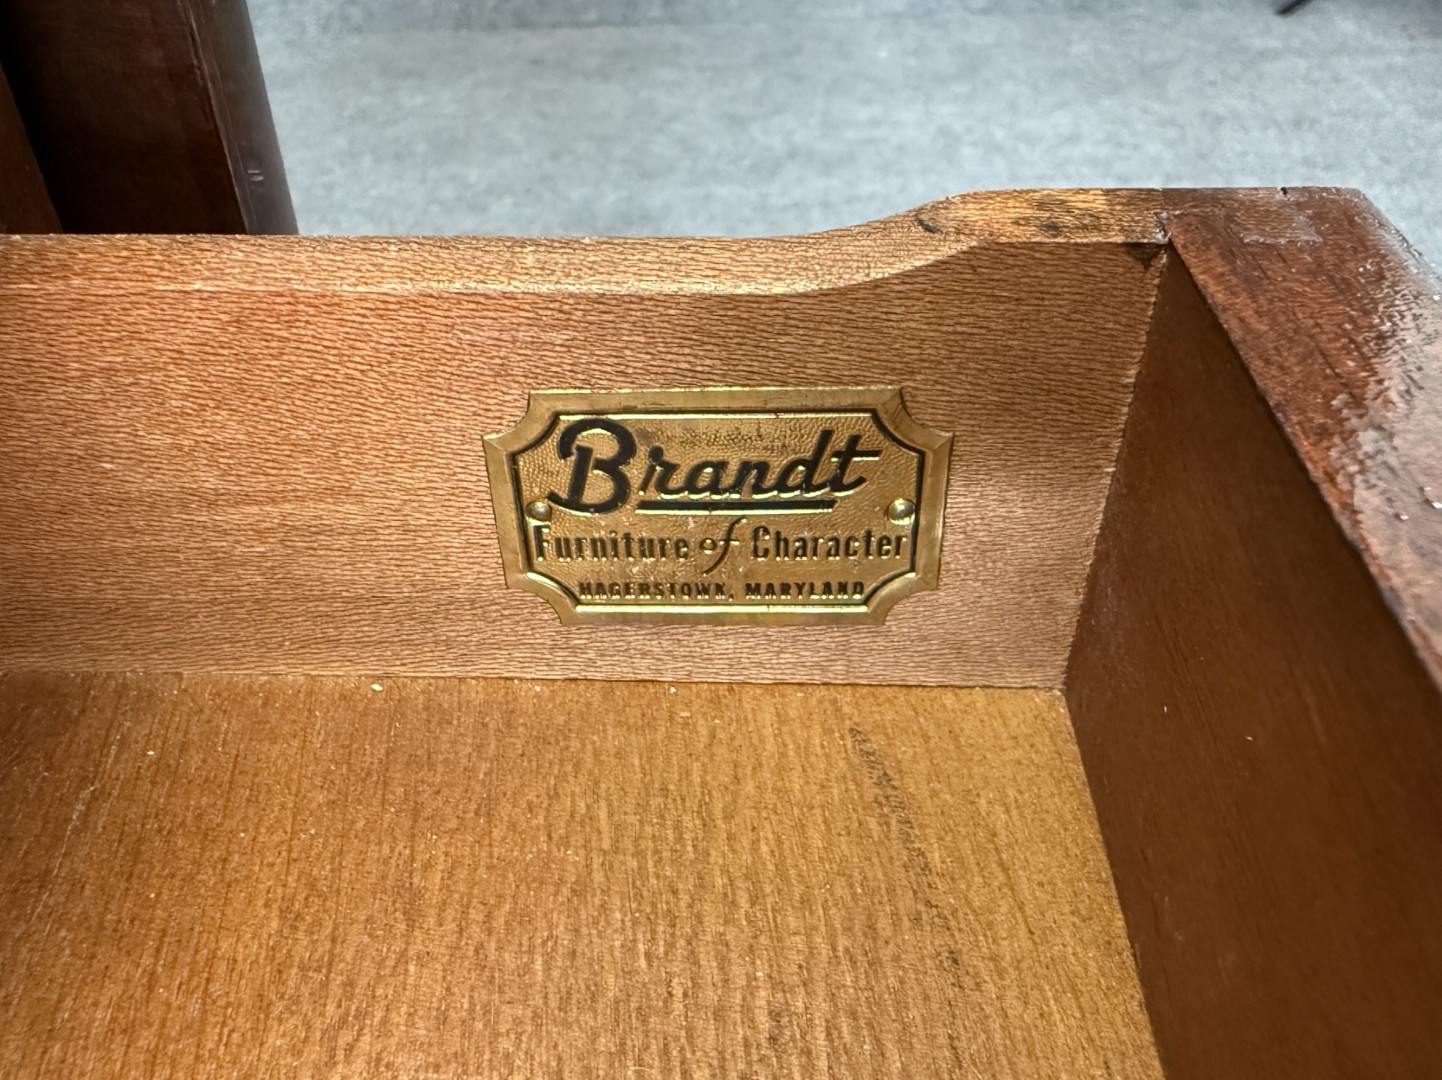 Brandt
Furniture of Character
HAGERSTOWN, MARYLAND